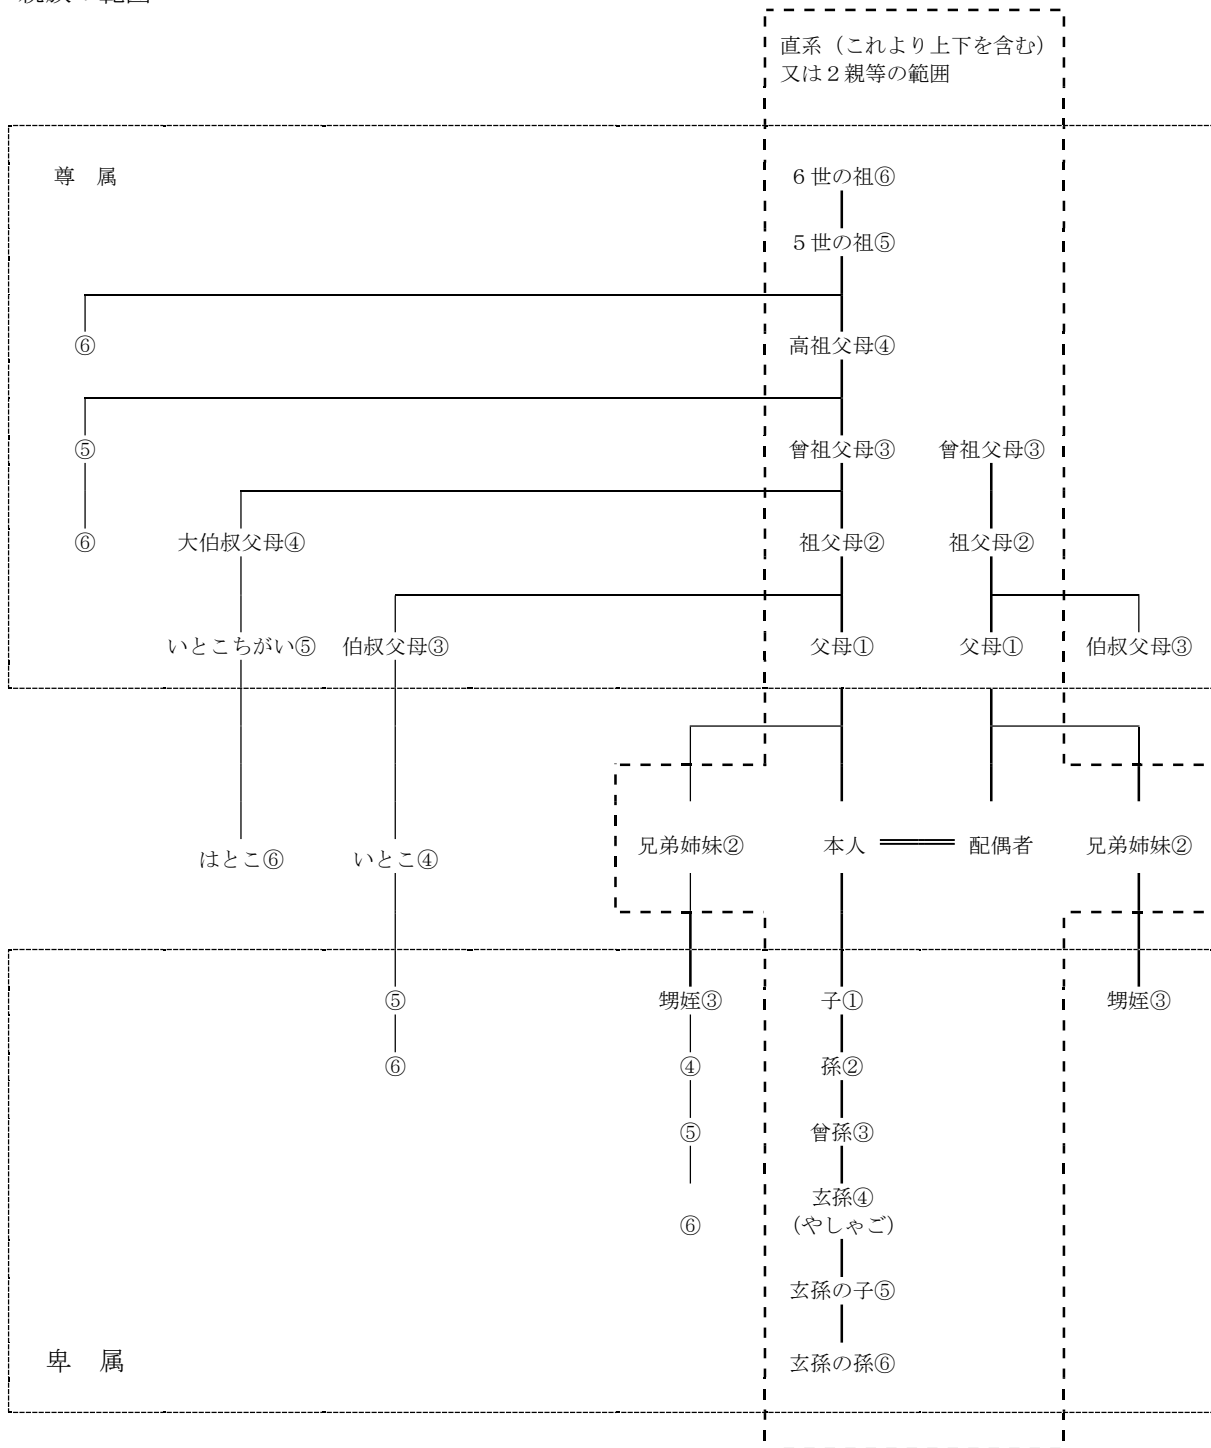 直系（これより上下を含む）
又は２親等の範囲
尊　属
６世の祖⑥
５世の祖⑤
⑥
高祖父母④
⑤
曾祖父母③
曾祖父母③
⑥
大伯叔父母④
祖父母②
祖父母②
いとこちがい⑤
伯叔父母③
父母①
父母①
伯叔父母③
兄弟姉妹②
本人
配偶者
兄弟姉妹②
はとこ⑥
いとこ④
⑤
甥姪③
子①
甥姪③
⑥
④
孫②
⑤
曾孫③
玄孫④
⑥
（やしゃご）
玄孫の子⑤
卑　属
玄孫の孫⑥